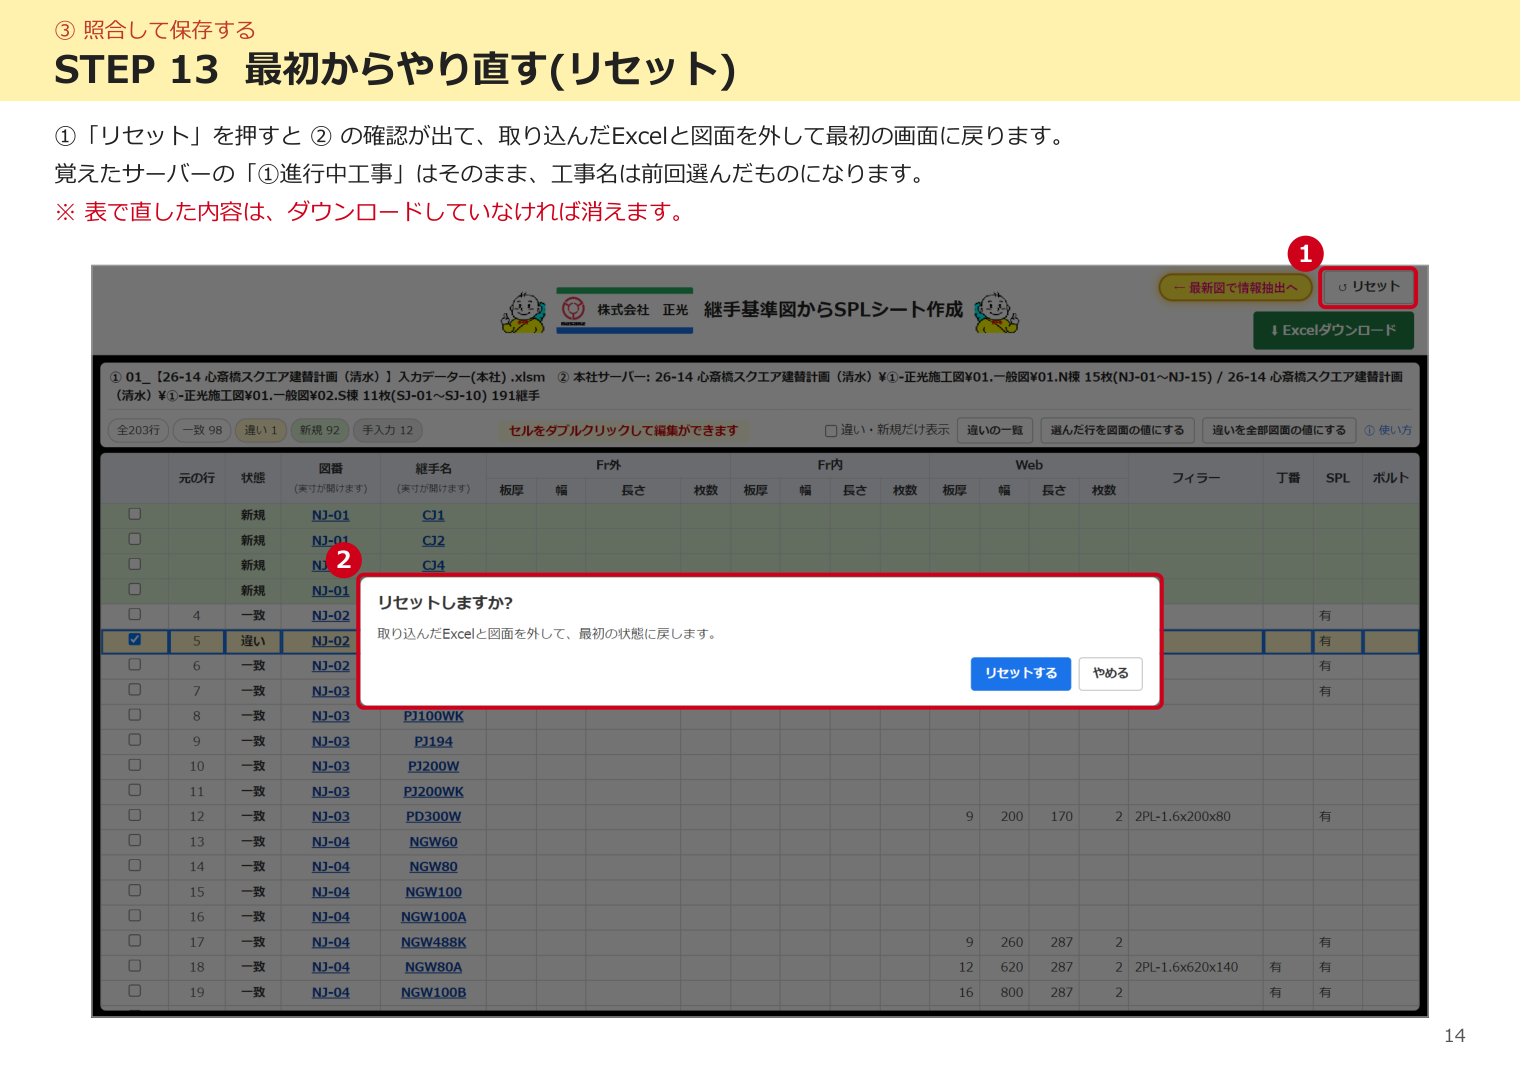 ③ 照合して保存する
STEP 13 最初からやり直す(リセット)
①「リセット」を押すと ② の確認が出て、取り込んだExcelと図面を外して最初の画面に戻ります。
覚えたサーバーの「①進行中工事」はそのまま、工事名は前回選んだものになります。
※ 表で直した内容は、ダウンロードしていなければ消えます。
1
←最新図で情報抽出へ
↺ リセット
株式会社 正光 継手基準図からSPLシート作成
⬇Excelダウンロード
① 01_【26-14 心斎橋スクエア建替計画（清水）】入力データー(本社) .xlsm ② 本社サーバー: 26-14 心斎橋スクエア建替計画（清水）¥①-正光施工図¥01.一般図¥01.N棟 15枚(NJ-01～NJ-15) / 26-14 心斎橋スクエア建替計画
（清水）¥①-正光施工図¥01.一般図¥02.S棟 11枚(SJ-01～SJ-10) 191継手
全203行 一致 98 違い 1 新規 92 手入力 12 セルをダブルクリックして編集ができます 違い・新規だけ表示 違いの一覧 選んだ行を図面の値にする 違いを全部図面の値にする ⓘ 使い方
元の行 状態 図番 継手名 Fr外 Fr内 Web フィラー 丁番 SPL ボルト
(実寸が開けます) (実寸が開けます) 板厚 幅 長さ 枚数 板厚 幅 長さ 枚数 板厚 幅 長さ 枚数
新規 NJ-01 CJ1
新規 NJ-01 CJ2
新規 NJ CJ4
2
新規 NJ-01
4 一致 NJ-02 有
5 違い NJ-02 有
6 一致 NJ-02 有
7 一致 NJ-03 有
リセットしますか?
取り込んだExcelと図面を外して、最初の状態に戻します。
リセットする やめる
8 一致 NJ-03 PJ100WK
9 一致 NJ-03 PJ194
10 一致 NJ-03 PJ200W
11 一致 NJ-03 PJ200WK
12 一致 NJ-03 PD300W 9 200 170 2 2PL-1.6x200x80 有
13 一致 NJ-04 NGW60
14 一致 NJ-04 NGW80
15 一致 NJ-04 NGW100
16 一致 NJ-04 NGW100A
17 一致 NJ-04 NGW488K 9 260 287 2 有
18 一致 NJ-04 NGW80A 12 620 287 2 2PL-1.6x620x140 有 有
19 一致 NJ-04 NGW100B 16 800 287 2 有 有
14